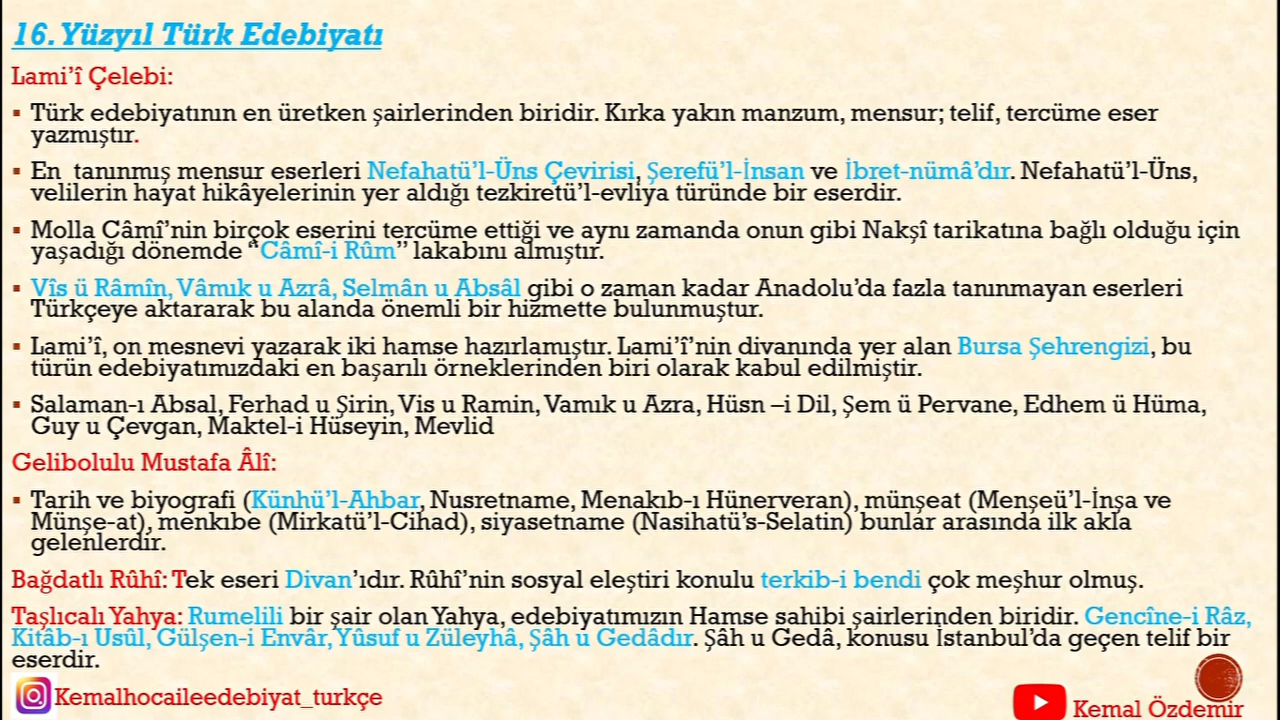 16. Yüzyıl Türk Edebiyatı
Lami’î Çelebi:
▪ Türk edebiyatının en üretken şairlerinden biridir. Kırka yakın manzum, mensur; telif, tercüme eser
yazmıştır.
▪ En tanınmış mensur eserleri Nefahatü’l-Üns Çevirisi, Şerefü’l-İnsan ve İbret-nümâ’dır. Nefahatü’l-Üns,
velilerin hayat hikâyelerinin yer aldığı tezkiretü’l-evliya türünde bir eserdir.
▪ Molla Câmî’nin birçok eserini tercüme ettiği ve aynı zamanda onun gibi Nakşî tarikatına bağlı olduğu için
yaşadığı dönemde “Câmî-i Rûm” lakabını almıştır.
▪ Vîs ü Râmîn, Vâmık u Azrâ, Selmân u Absâl gibi o zaman kadar Anadolu’da fazla tanınmayan eserleri
Türkçeye aktararak bu alanda önemli bir hizmette bulunmuştur.
▪ Lami’î, on mesnevi yazarak iki hamse hazırlamıştır. Lami’î’nin divanında yer alan Bursa Şehrengizi, bu
türün edebiyatımızdaki en başarılı örneklerinden biri olarak kabul edilmiştir.
▪ Salaman-ı Absal, Ferhad u Şirin, Vis u Ramin, Vamık u Azra, Hüsn –i Dil, Şem ü Pervane, Edhem ü Hüma,
Guy u Çevgan, Maktel-i Hüseyin, Mevlid
Gelibolulu Mustafa Âlî:
▪ Tarih ve biyografi (Künhü’l-Ahbar, Nusretname, Menakıb-ı Hünerveran), münşeat (Menşeü’l-İnşa ve
Münşe-at), menkıbe (Mirkatü’l-Cihad), siyasetname (Nasihatü’s-Selatin) bunlar arasında ilk akla
gelenlerdir.
Bağdatlı Rûhî: Tek eseri Divan’ıdır. Rûhî’nin sosyal eleştiri konulu terkib-i bendi çok meşhur olmuş.
Taşlıcalı Yahya: Rumelili bir şair olan Yahya, edebiyatımızın Hamse sahibi şairlerinden biridir. Gencîne-i Râz,
Kitâb-ı Usûl, Gülşen-i Envâr, Yûsuf u Züleyhâ, Şâh u Gedâdır. Şâh u Gedâ, konusu İstanbul’da geçen telif bir
eserdir.
Kemalhocaileedebiyat_turkçe
Kemal Özdemir